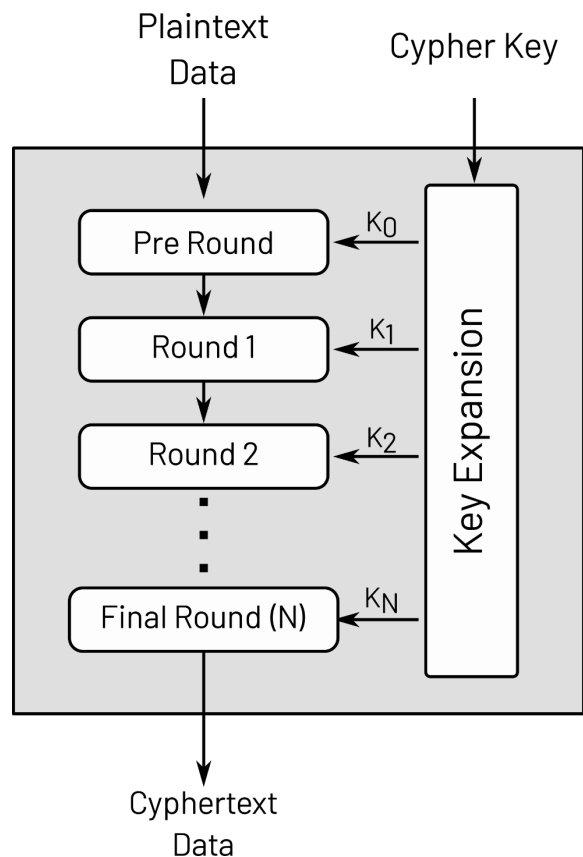 Plaintext
Data
Cypher Key
Pre Round
K0
Round 1
K1
Round 2
K2
Final Round (N)
KN
Key Expansion
Cyphertext
Data